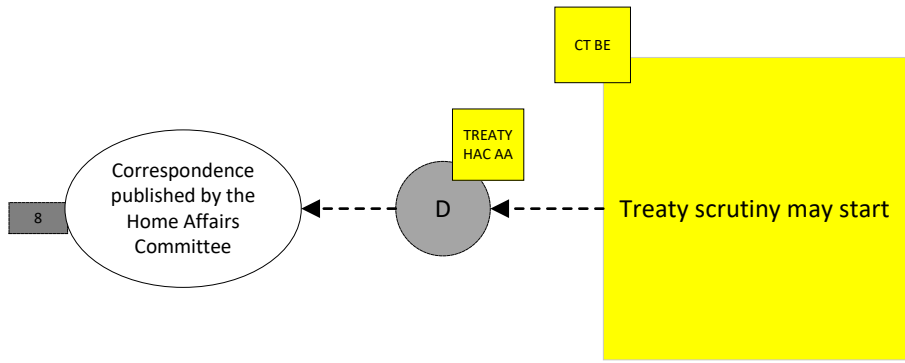 CT BE
TREATY
HAC AA
Correspondence
published by the
Home Affairs
Committee
8
D
Treaty scrutiny may start